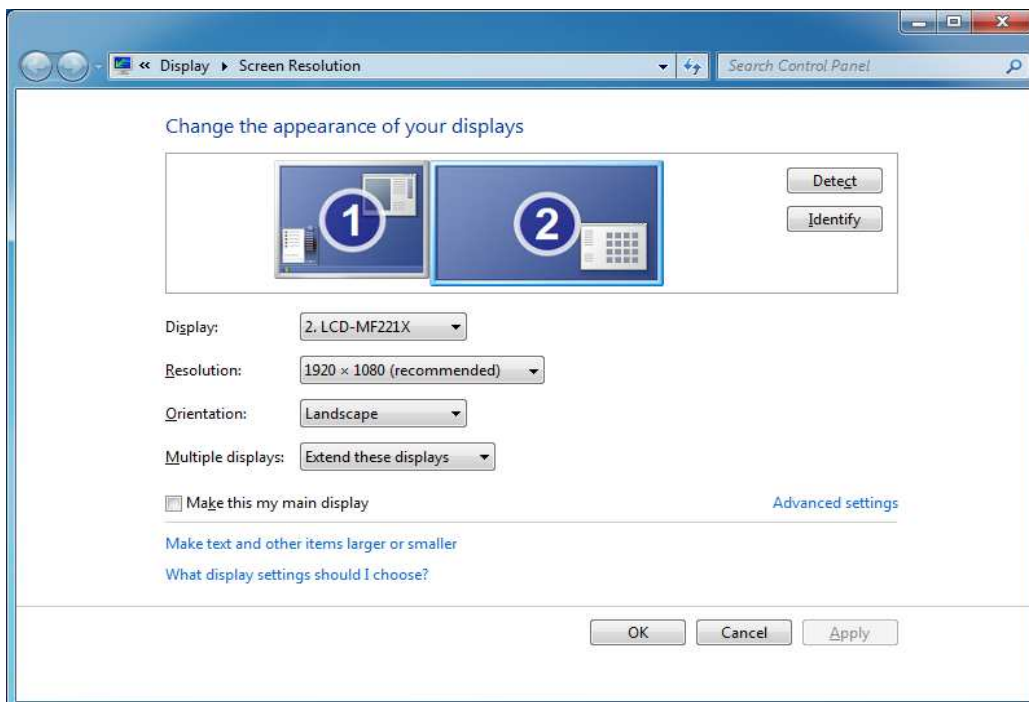 « Display ▸ Screen Resolution
Search Control Panel
Change the appearance of your displays
1
2
Detect
Identify
Display: 2. LCD-MF221X
Resolution: 1920 × 1080 (recommended)
Orientation: Landscape
Multiple displays: Extend these displays
Make this my main display
Advanced settings
Make text and other items larger or smaller
What display settings should I choose?
OK Cancel Apply